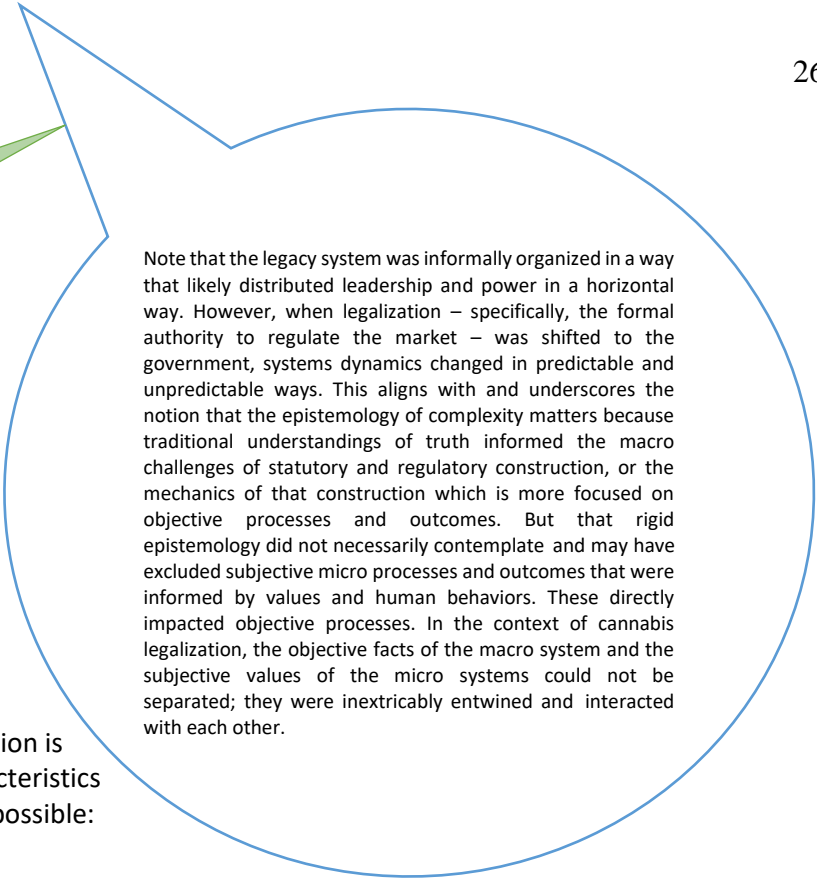 26
Note that the legacy system was informally organized in a way
that likely distributed leadership and power in a horizontal
way. However, when legalization – specifically, the formal
authority to regulate the market – was shifted to the
government, systems dynamics changed in predictable and
unpredictable ways. This aligns with and underscores the
notion that the epistemology of complexity matters because
traditional understandings of truth informed the macro
challenges of statutory and regulatory construction, or the
mechanics of that construction which is more focused on
objective processes and outcomes. But that rigid
epistemology did not necessarily contemplate and may have
excluded subjective micro processes and outcomes that were
informed by values and human behaviors. These directly
impacted objective processes. In the context of cannabis
legalization, the objective facts of the macro system and the
subjective values of the micro systems could not be
separated; they were inextricably entwined and interacted
with each other.
ion is
cteristics
possible: